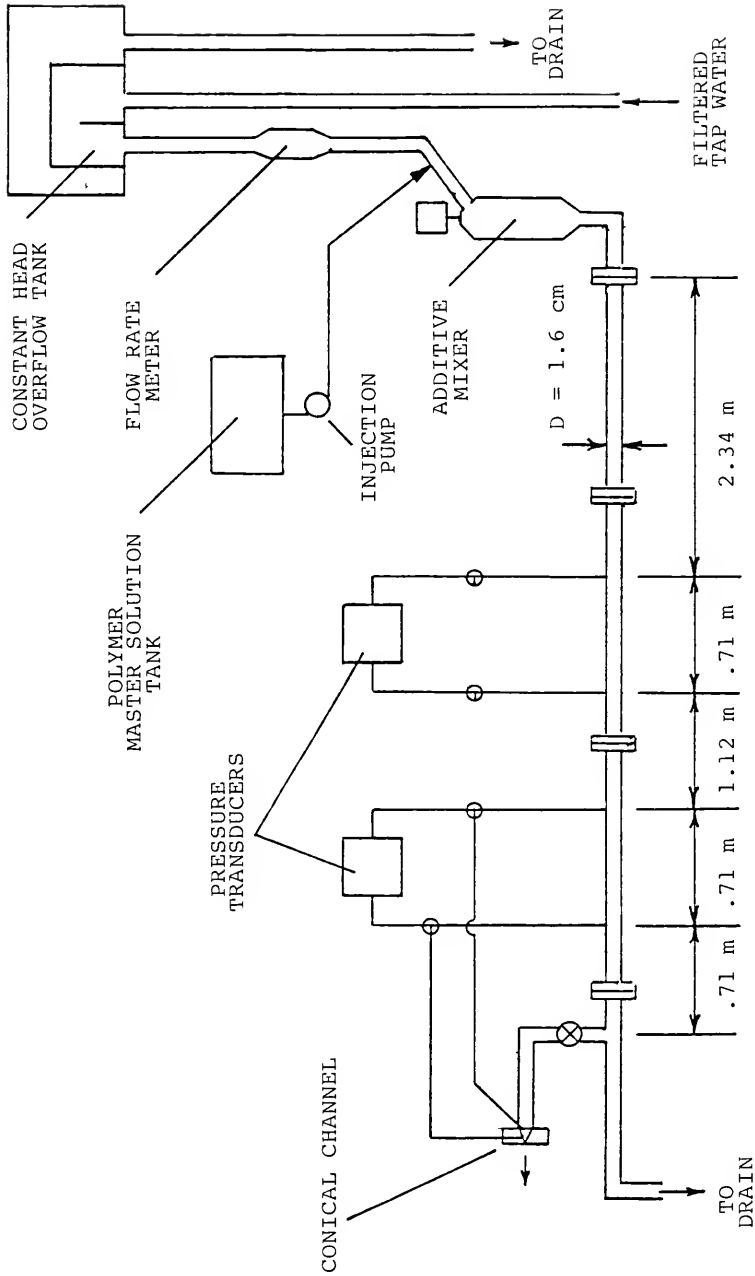 CONSTANT HEAD
OVERFLOW TANK
TO
DRAIN
FILTERED
TAP WATER
FLOW RATE
METER
POLYMER
MASTER SOLUTION
TANK
INJECTION
PUMP
ADDITIVE
MIXER
D = 1.6 cm
PRESSURE
TRANSDUCERS
CONICAL CHANNEL
TO
DRAIN
.71 m
.71 m
1.12 m
.71 m
2.34 m